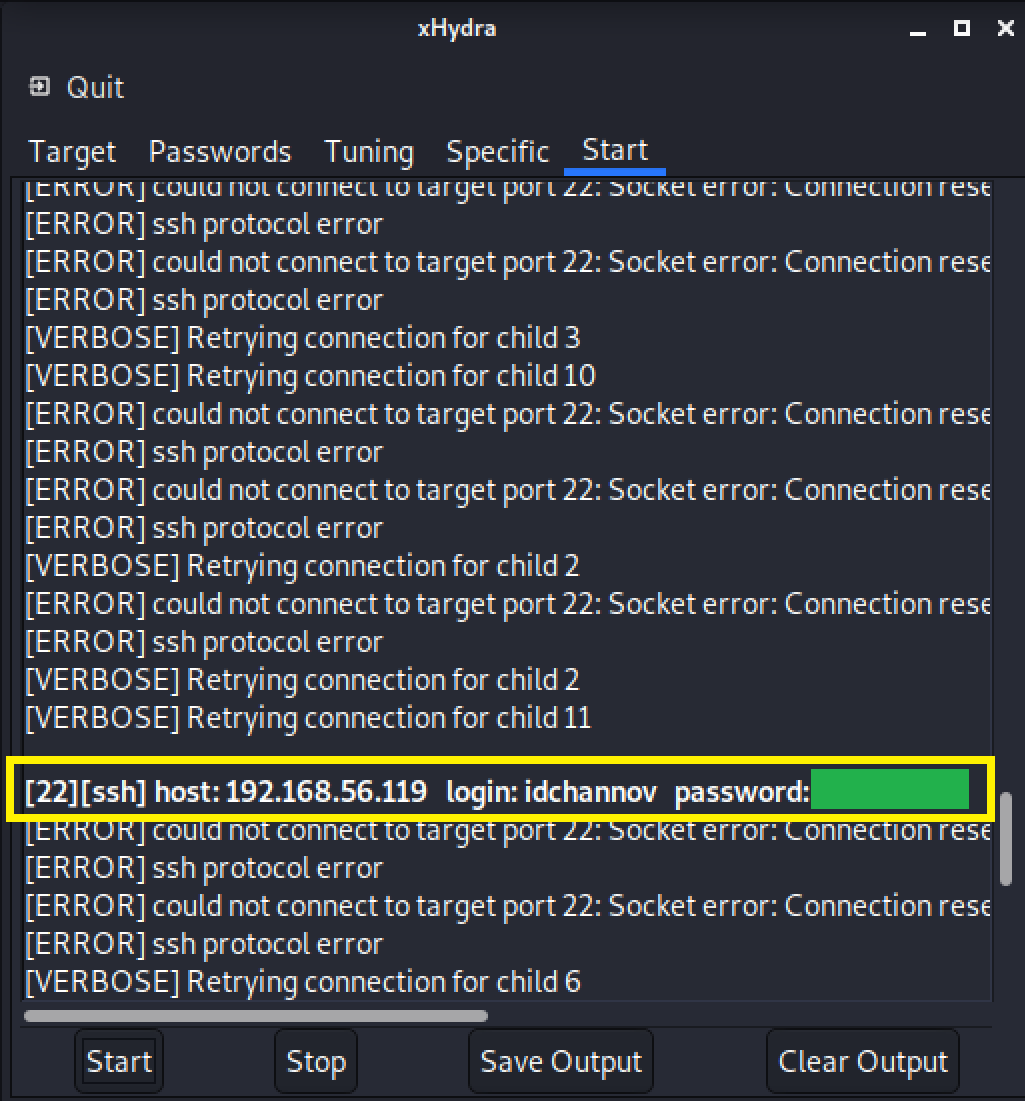 xHydra
Quit
Target Passwords Tuning Specific Start
[ERROR] could not connect to target port 22: Socket error: Connection rese
[ERROR] ssh protocol error
[ERROR] could not connect to target port 22: Socket error: Connection rese
[ERROR] ssh protocol error
[VERBOSE] Retrying connection for child 3
[VERBOSE] Retrying connection for child 10
[ERROR] could not connect to target port 22: Socket error: Connection rese
[ERROR] ssh protocol error
[ERROR] could not connect to target port 22: Socket error: Connection rese
[ERROR] ssh protocol error
[VERBOSE] Retrying connection for child 2
[ERROR] could not connect to target port 22: Socket error: Connection rese
[ERROR] ssh protocol error
[VERBOSE] Retrying connection for child 2
[VERBOSE] Retrying connection for child 11
[22][ssh] host: 192.168.56.119 login: idchannov password:
[ERROR] could not connect to target port 22: Socket error: Connection rese
[ERROR] ssh protocol error
[ERROR] could not connect to target port 22: Socket error: Connection rese
[ERROR] ssh protocol error
[VERBOSE] Retrying connection for child 6
Start Stop Save Output Clear Output